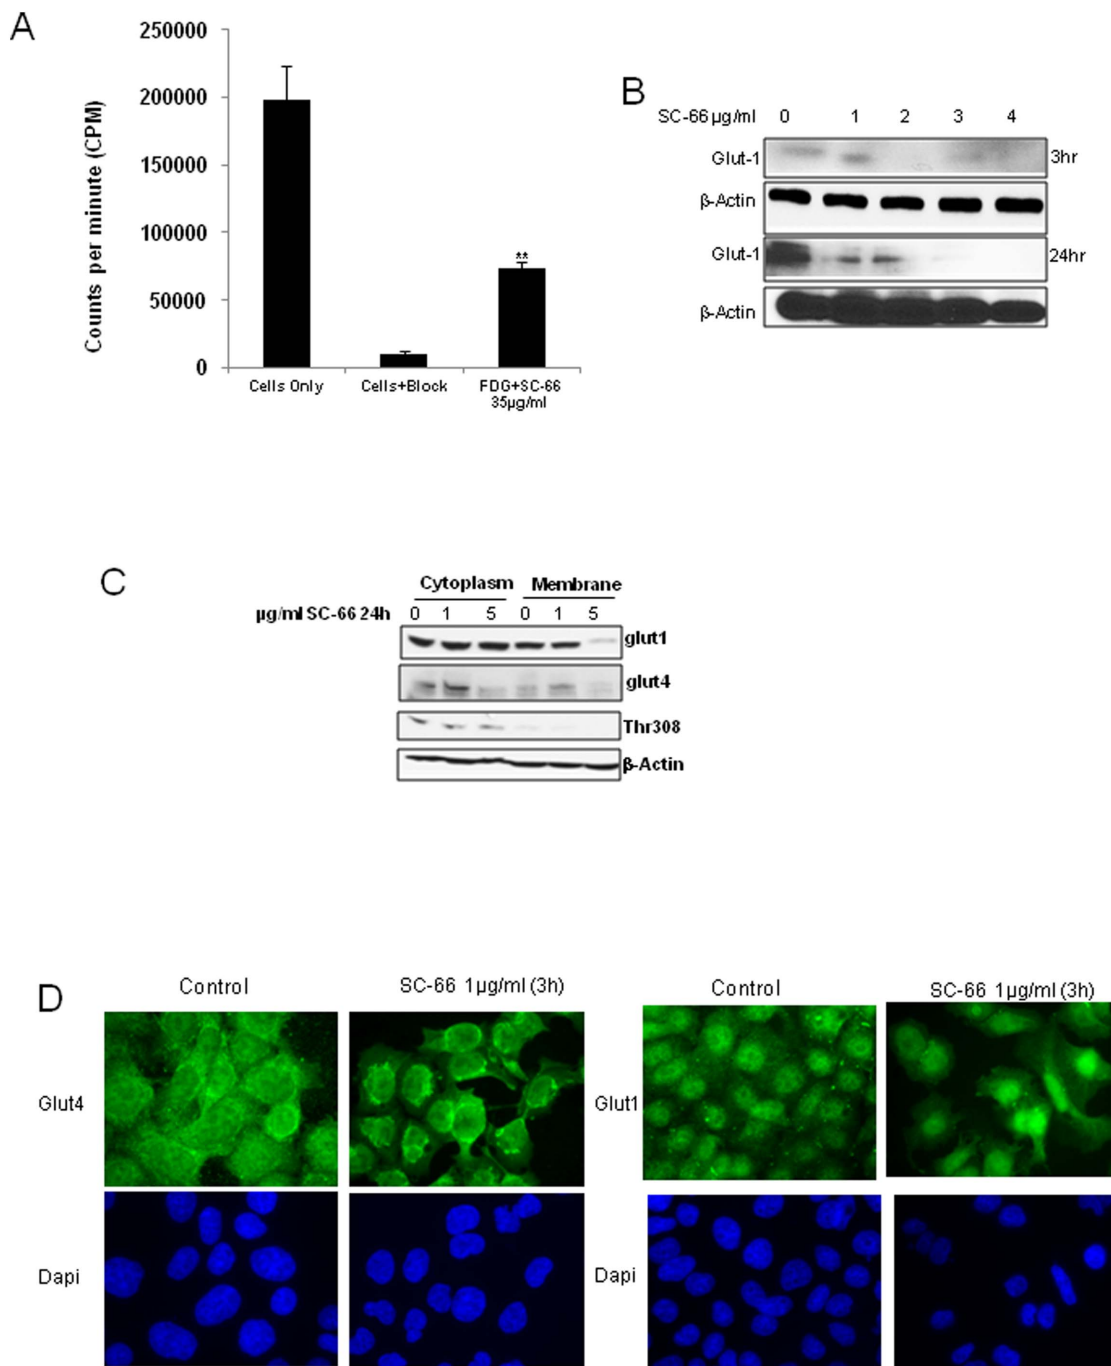 A
250000
200000
150000
100000
50000
0
Counts per minute (CPM)
**
Cells Only
Cells+Block
FDG+SC-66
35µg/ml
B
SC-66 µg/ml 0 1 2 3 4
Glut-1 3hr
β-Actin
Glut-1 24hr
β-Actin
C
Cytoplasm Membrane
µg/ml SC-66 24h 0 1 5 0 1 5
glut1
glut4
Thr308
β-Actin
D
Control SC-66 1µg/ml (3h) Control SC-66 1µg/ml (3h)
Glut4 Glut1
Dapi Dapi